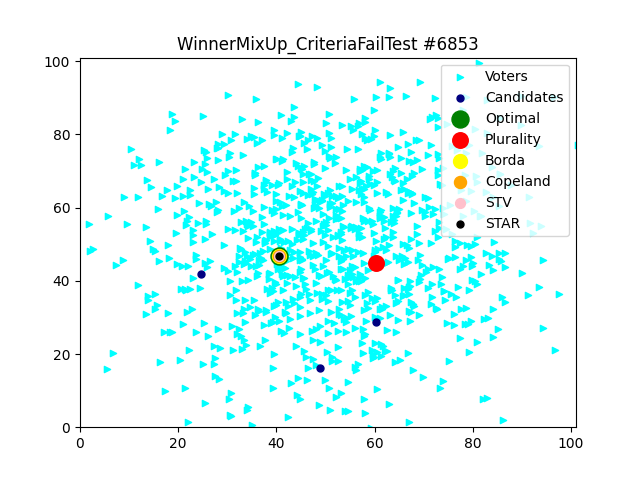 WinnerMixUp_CriteriaFailTest #6853
100
80
60
40
20
0
0
20
40
60
80
100
Voters
Candidates
Optimal
Plurality
Borda
Copeland
STV
STAR